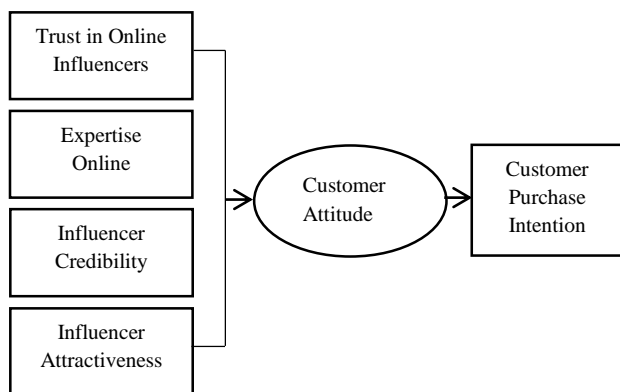 Trust in Online
Influencers
Expertise
Online
Influencer
Credibility
Influencer
Attractiveness
Customer
Attitude
Customer
Purchase
Intention